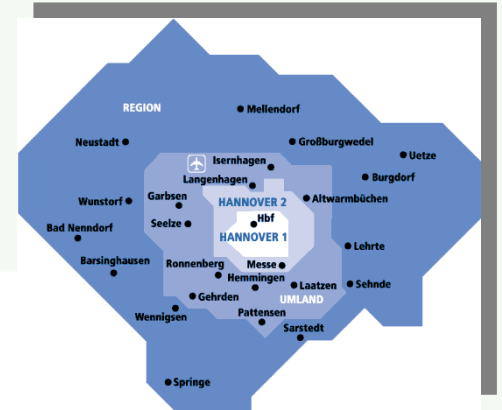 REGION
Mellendorf
Neustadt
Großburgwedel
Uetze
Isernhagen
Burgdorf
Langenhagen
Garbsen
Altwarmbüchen
Wunstorf
HANNOVER 2
Hbf
Seelze
Bad Nenndorf
HANNOVER 1
Lehrte
Barsinghausen
Ronnenberg
Messe
Hemmingen
Laatzen
Sehnde
Gehrden
UMLAND
Wennigsen
Pattensen
Sarstedt
Springe